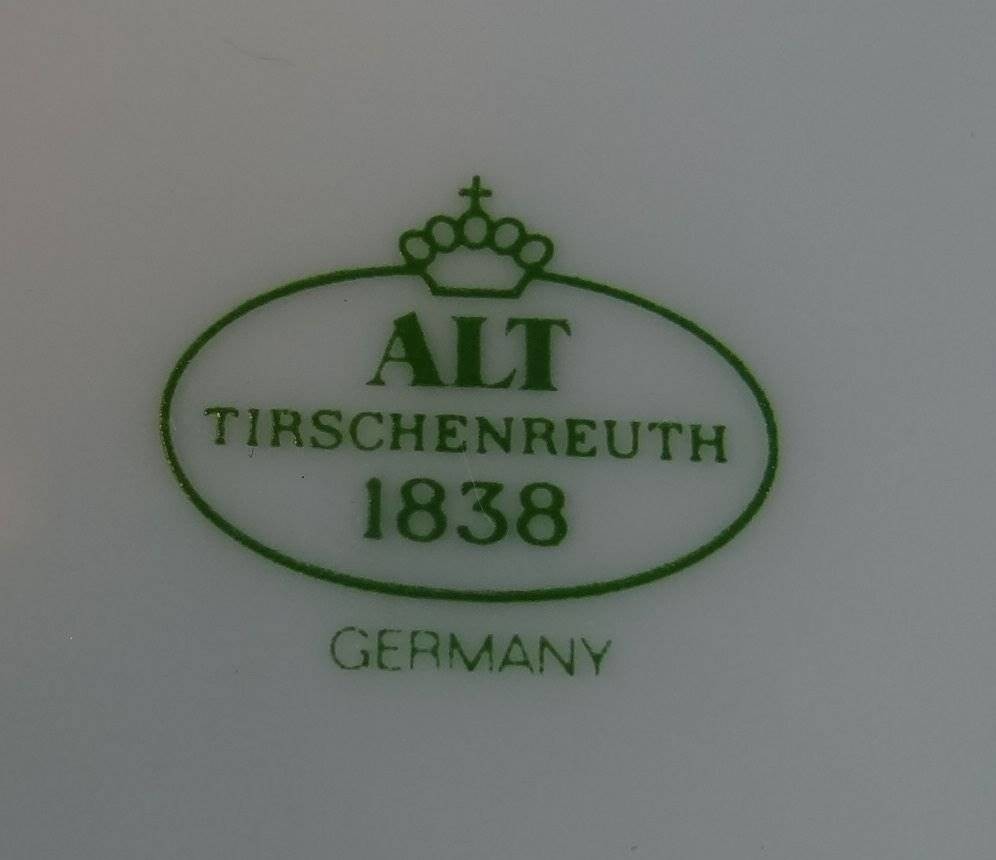 ALT
TIRSCHENREUTH
1838
GERMANY